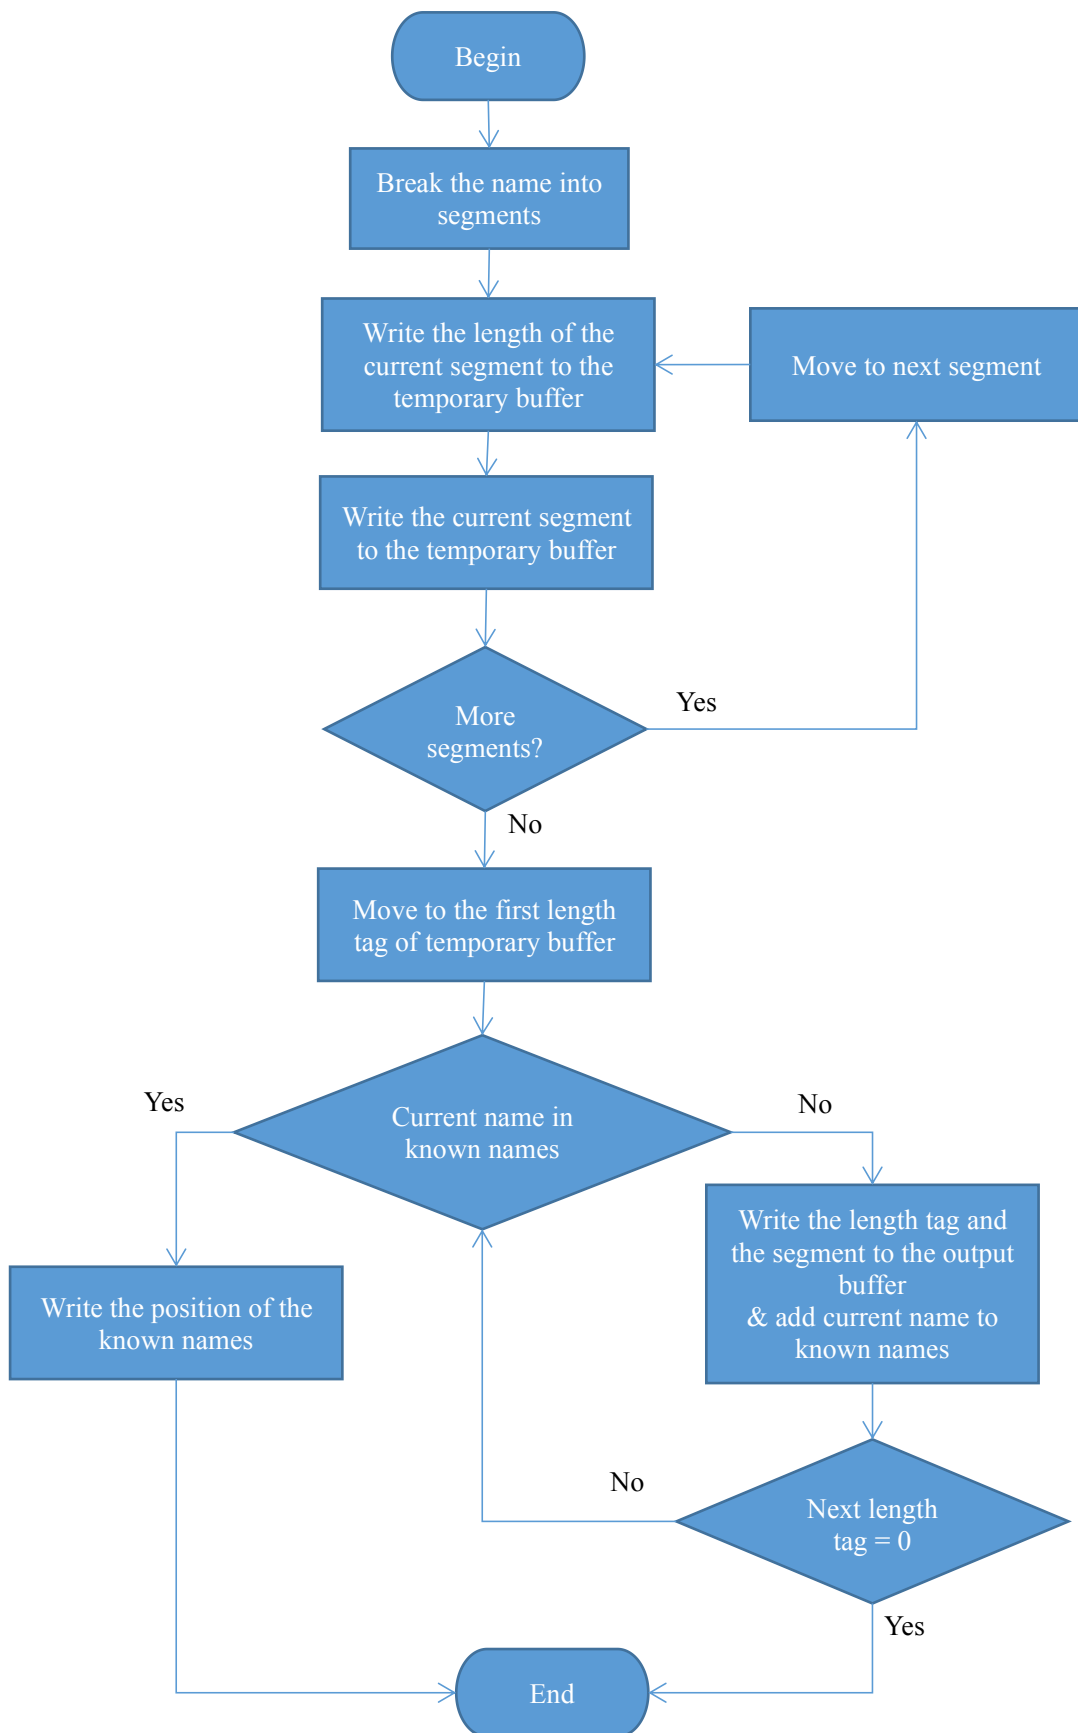 Begin
Break the name into
segments
Write the length of the
current segment to the
temporary buffer
Move to next segment
Write the current segment
to the temporary buffer
More
segments?
Yes
No
Move to the first length
tag of temporary buffer
Yes
Current name in
known names
No
Write the length tag and
the segment to the output
buffer
& add current name to
known names
Write the position of the
known names
No
Next length
tag = 0
Yes
End